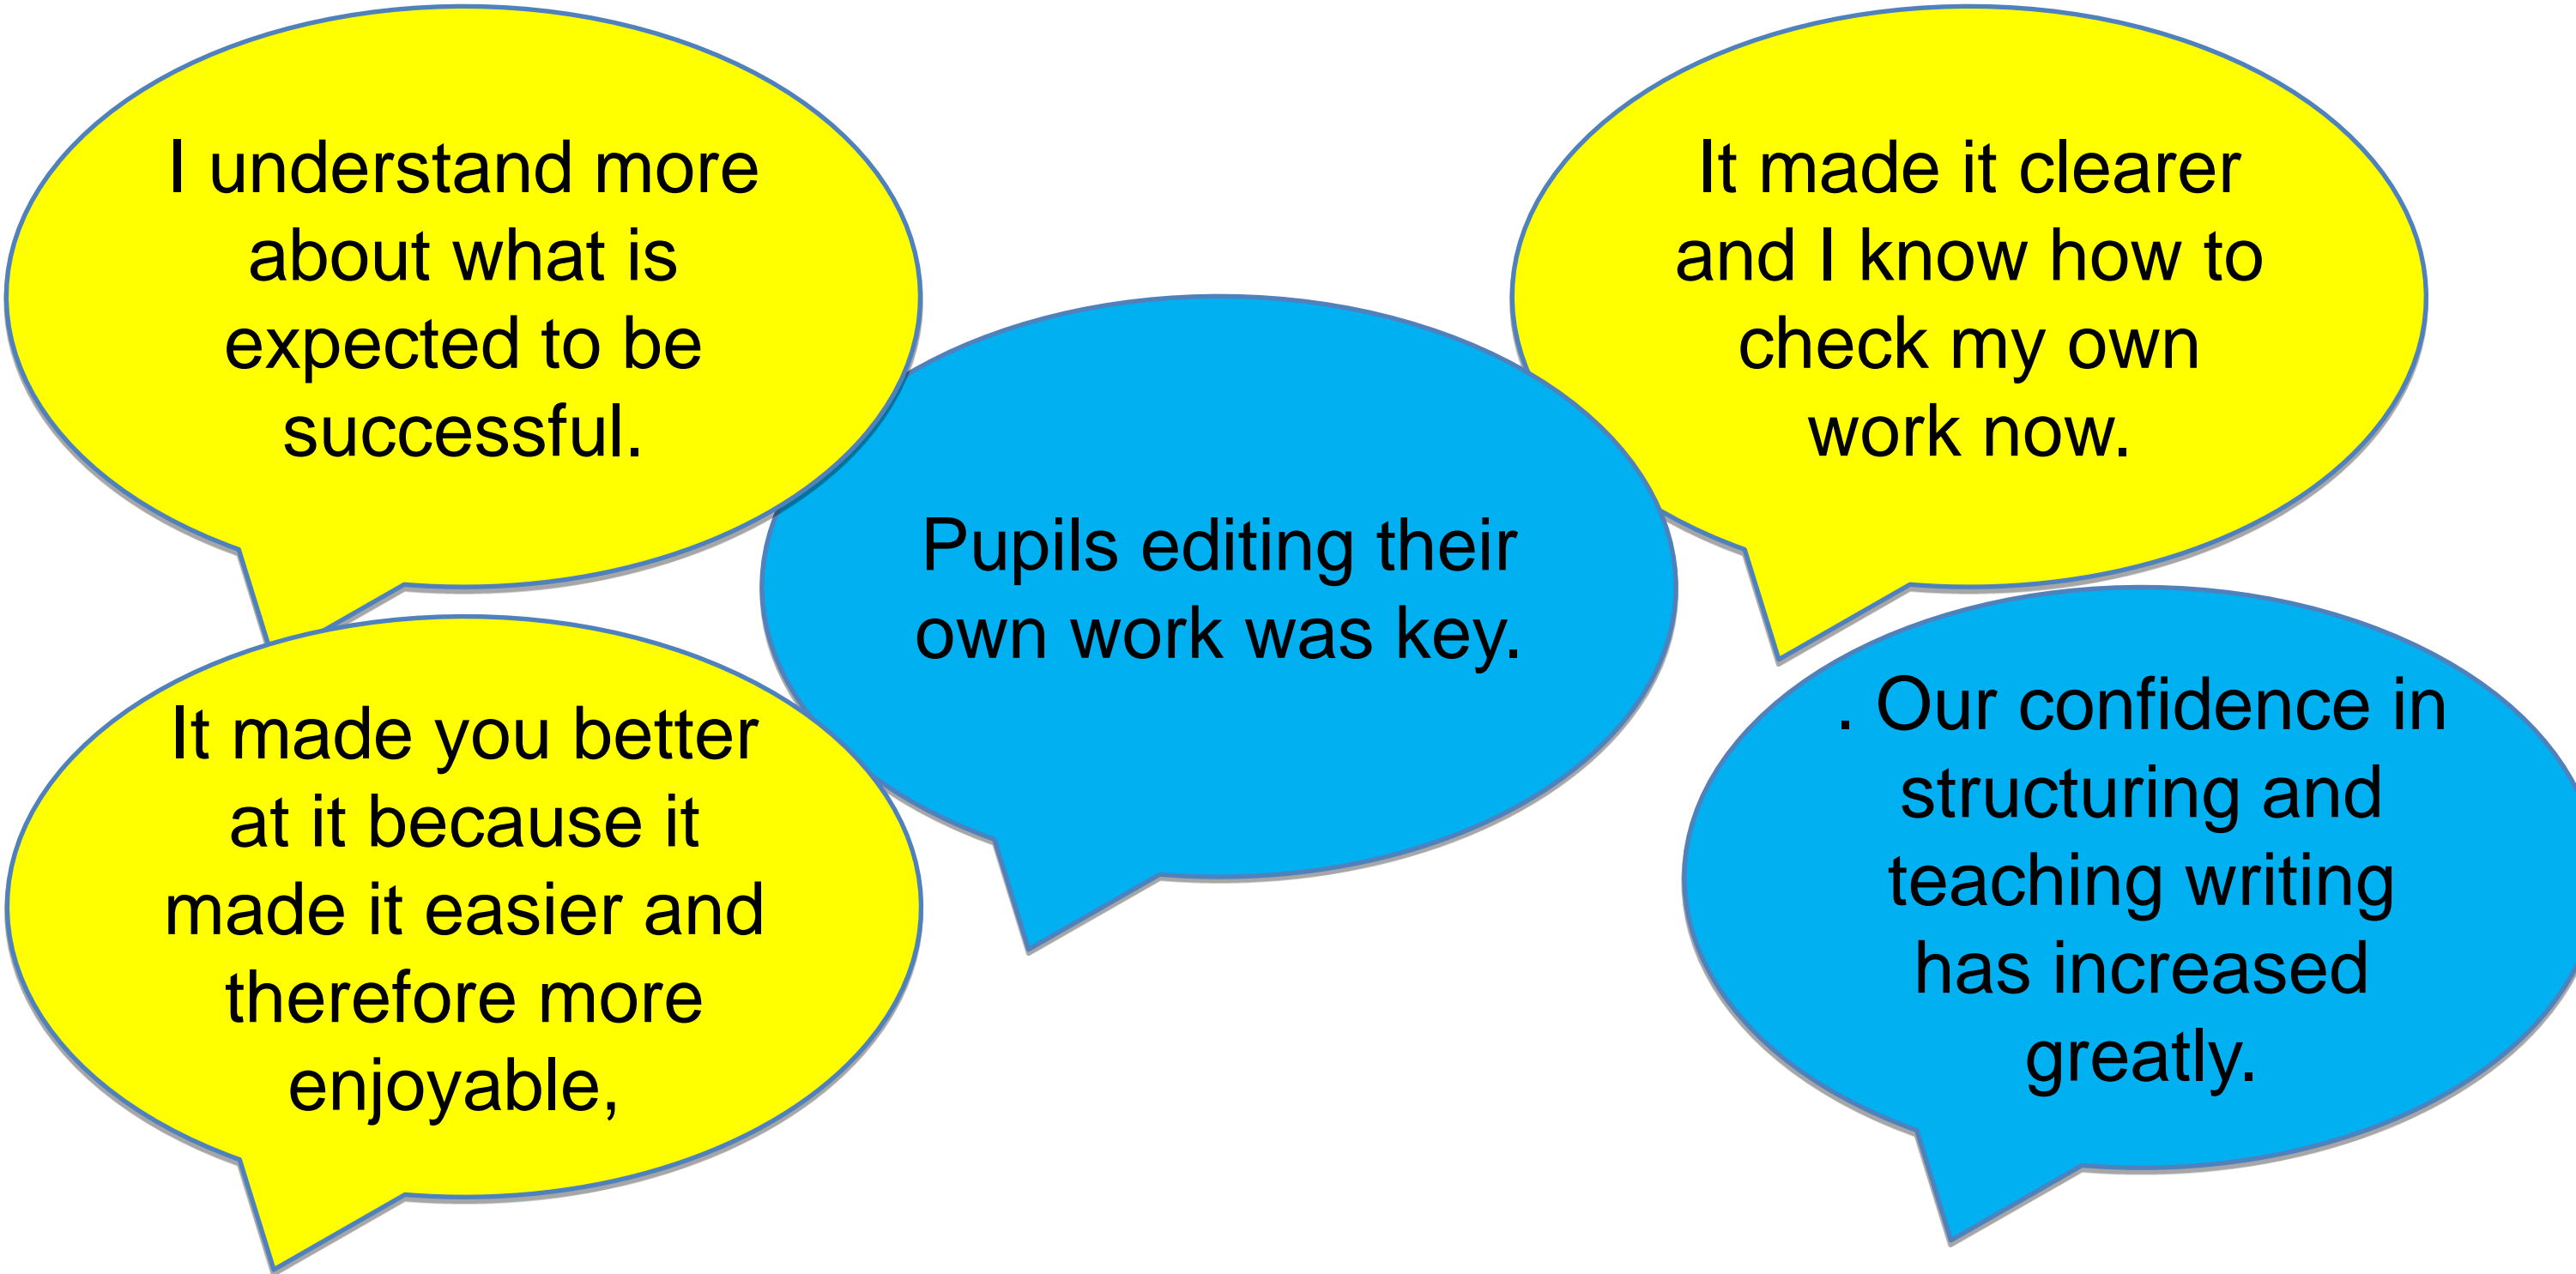 I understand more
about what is
expected to be
successful.
It made it clearer
and I know how to
check my own
work now.
Pupils editing their
own work was key.
It made you better
at it because it
made it easier and
therefore more
enjoyable,
. Our confidence in
structuring and
teaching writing
has increased
greatly.